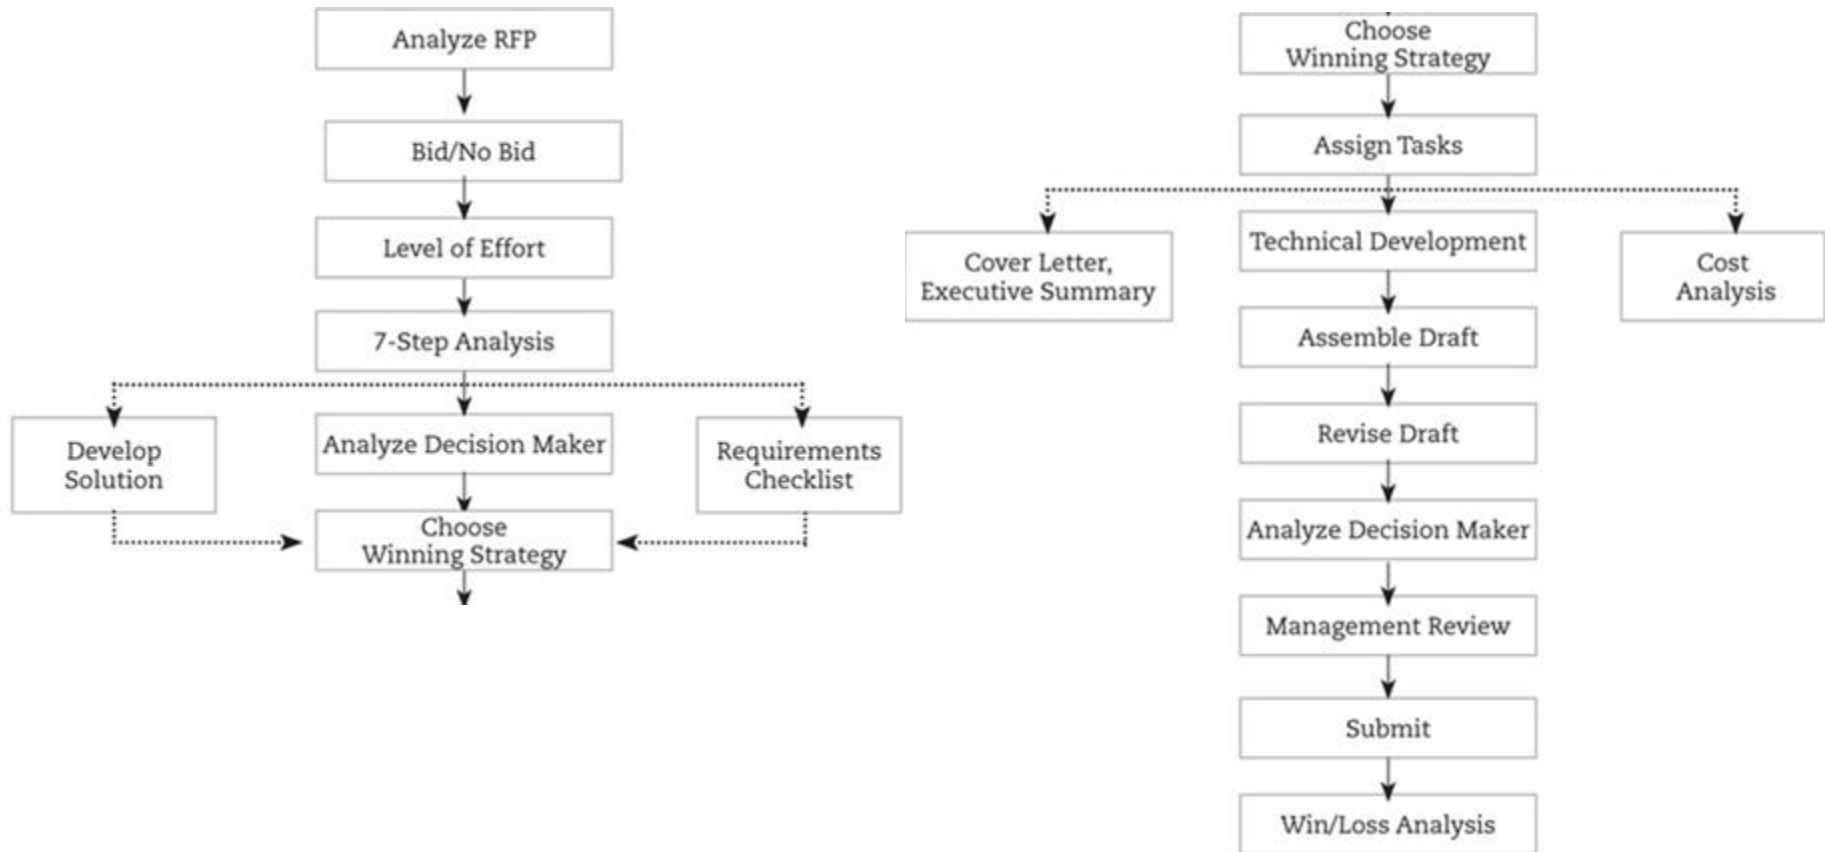 Analyze RFP
Bid/No Bid
Level of Effort
7-Step Analysis
Develop
Solution
Analyze Decision Maker
Requirements
Checklist
Choose
Winning Strategy
Choose
Winning Strategy
Assign Tasks
Cover Letter,
Executive Summary
Technical Development
Cost
Analysis
Assemble Draft
Revise Draft
Analyze Decision Maker
Management Review
Submit
Win/Loss Analysis